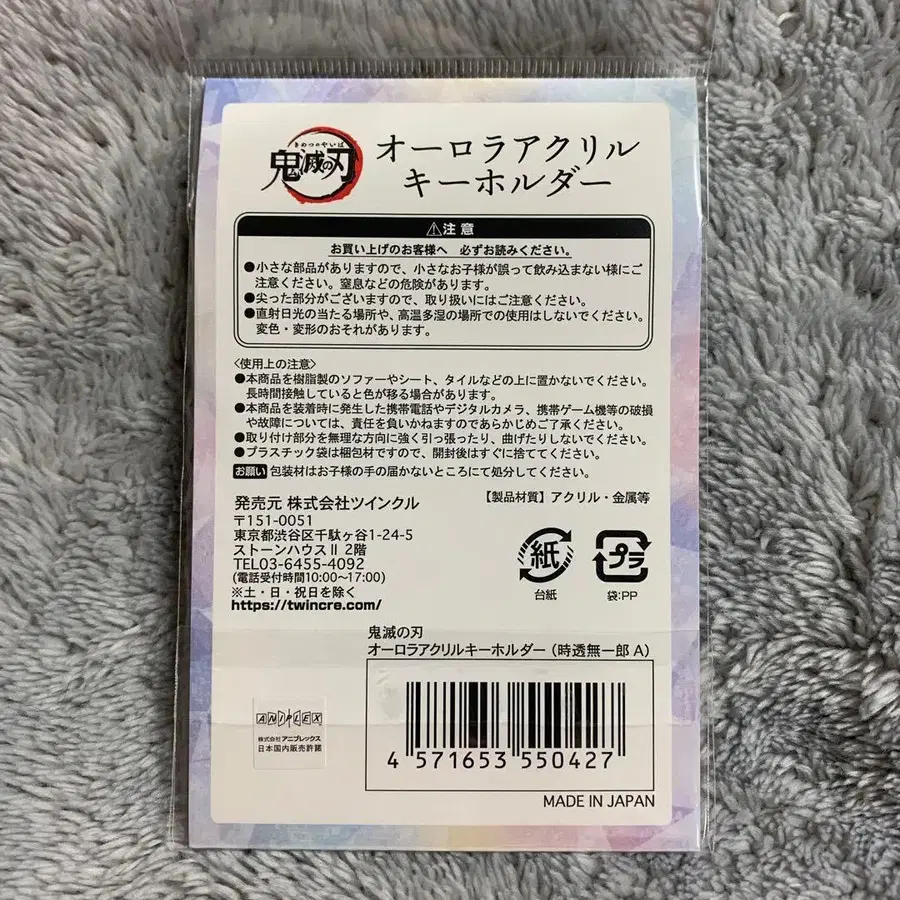 きめつのやいば
鬼滅の刃
オーロラアクリル
キーホルダー
⚠注意
お買い上げのお客様へ 必ずお読みください。
●小さな部品がありますので、小さなお子様が誤って飲み込まない様にご
注意ください。窒息などの危険があります。
●尖った部分がございますので、取り扱いにはご注意ください。
●直射日光の当たる場所や、高温多湿の場所での使用はしないでください。
変色・変形のおそれがあります。
〈使用上の注意〉
●本商品を樹脂製のソファーやシート、タイルなどの上に置かないでください。
長時間接触していると色が移る場合があります。
●本商品を装着時に発生した携帯電話やデジタルカメラ、携帯ゲーム機等の破損
や故障については、責任を負いかねますのであらかじめご了承ください。
●取り付け部分を無理な方向に強く引っ張ったり、曲げたりしないでください。
●プラスチック袋は梱包材ですので、開封後はすぐに捨ててください。
お願い 包装材はお子様の手の届かないところにて処分してください。
発売元 株式会社ツインクル
〒151-0051
東京都渋谷区千駄ヶ谷1-24-5
ストーンハウスⅡ 2階
TEL03-6455-4092
(電話受付時間10:00〜17:00)
※土・日・祝日を除く
https://twincre.com/
【製品材質】アクリル・金属等
紙
台紙
プラ
袋:PP
鬼滅の刃
オーロラアクリルキーホルダー(時透無一郎 A)
4 571653 550427
ANIPLEX
株式会社アニプレックス
日本国内販売許諾
MADE IN JAPAN